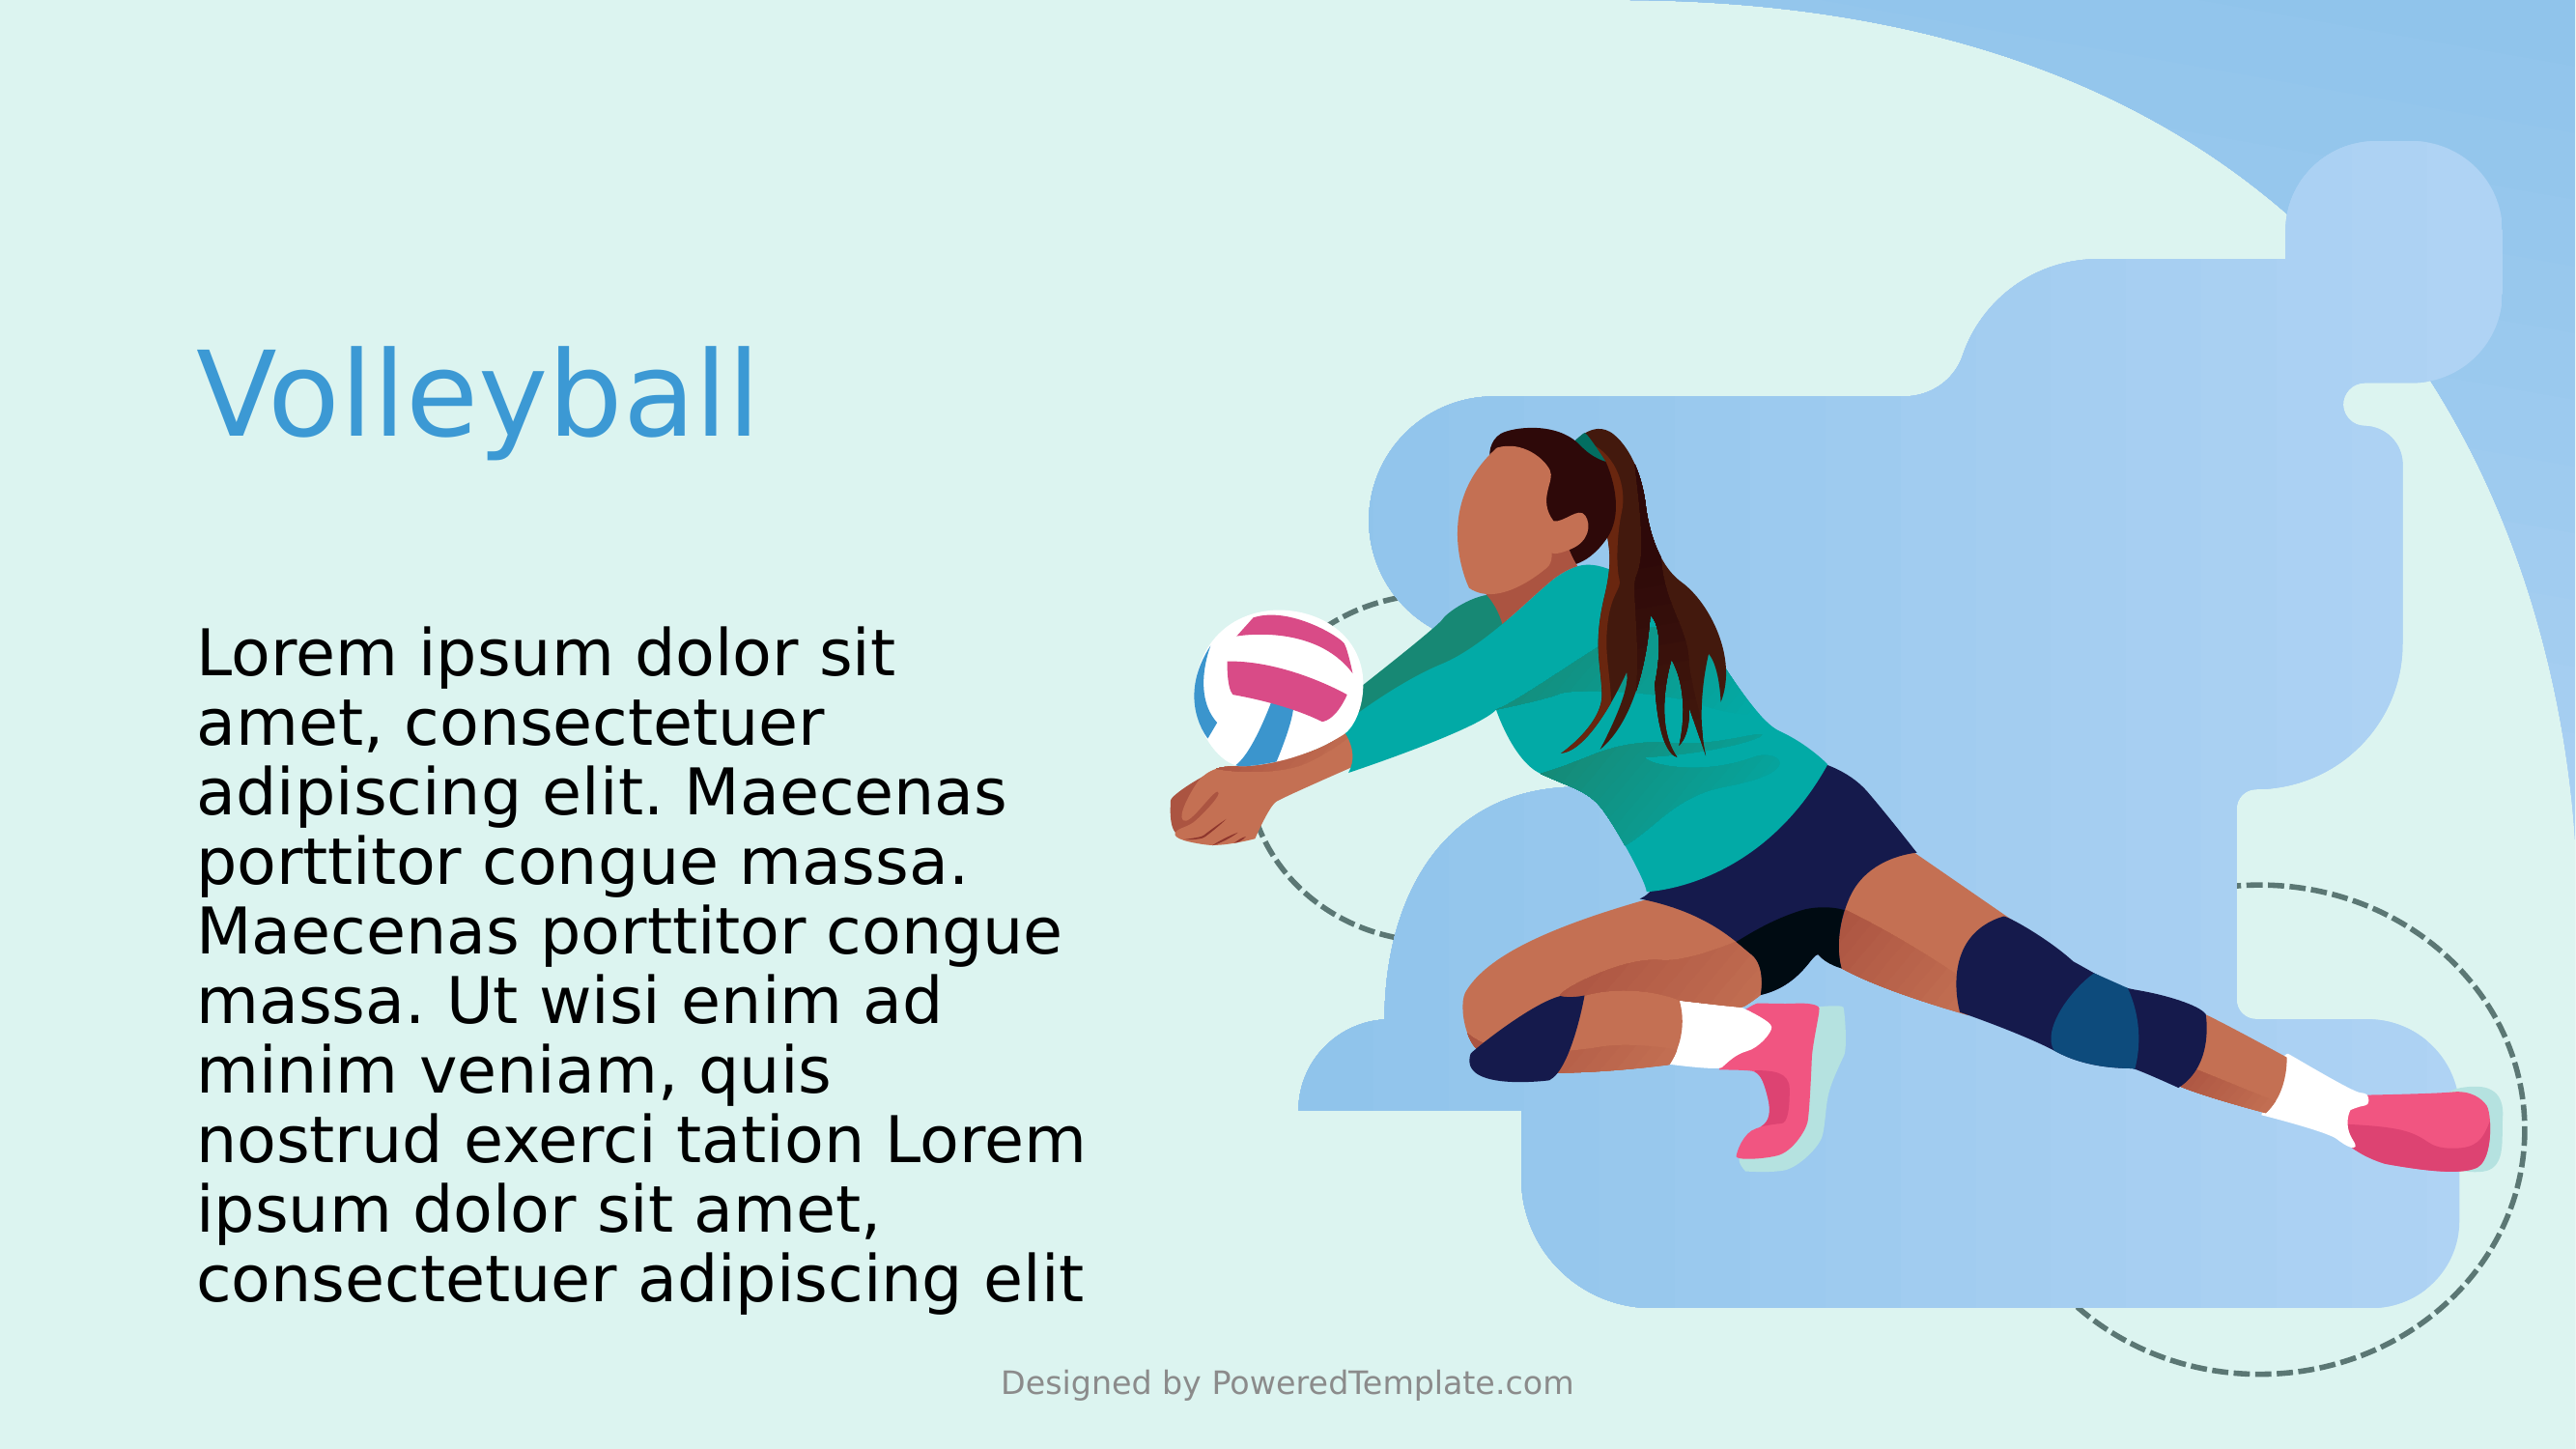 Volleyball
Lorem ipsum dolor sit
amet, consectetuer
adipiscing elit. Maecenas
porttitor congue massa.
Maecenas porttitor congue
massa. Ut wisi enim ad
minim veniam, quis
nostrud exerci tation Lorem
ipsum dolor sit amet,
consectetuer adipiscing elit
Designed by PoweredTemplate.com